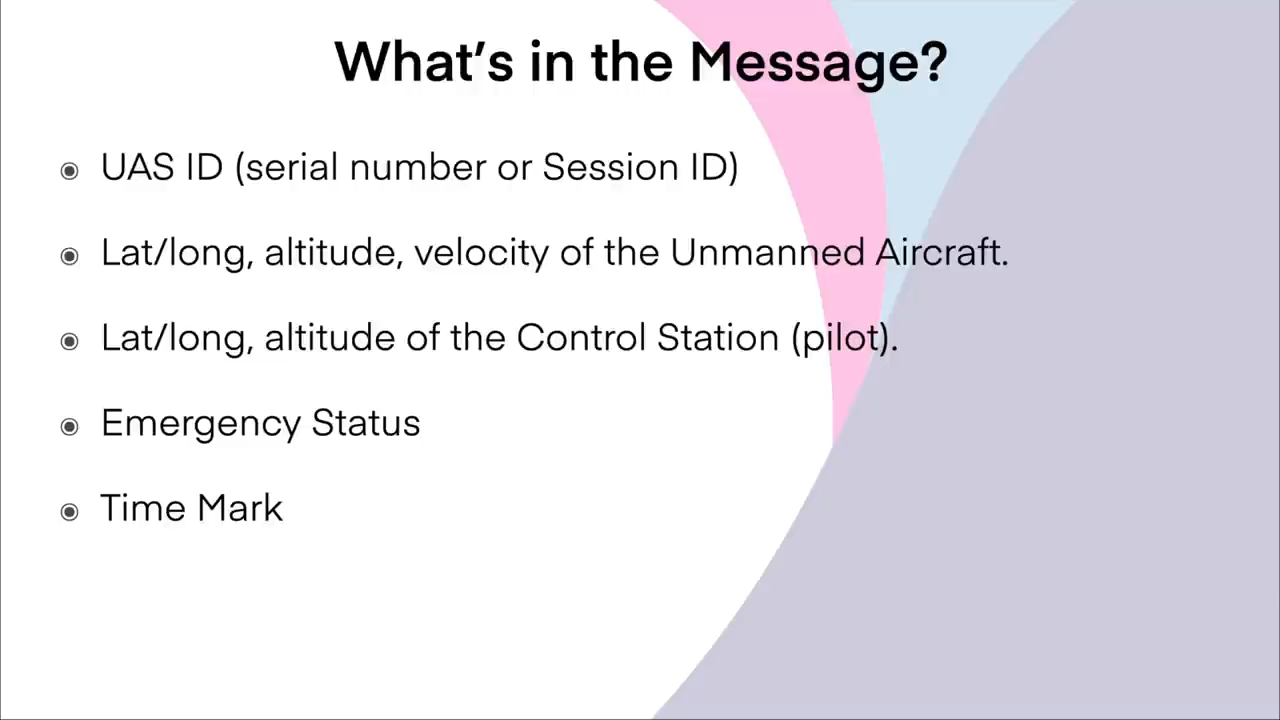 What's in the Message?
UAS ID (serial number or Session ID)
Lat/long, altitude, velocity of the Unmanned Aircraft.
Lat/long, altitude of the Control Station (pilot).
Emergency Status
Time Mark